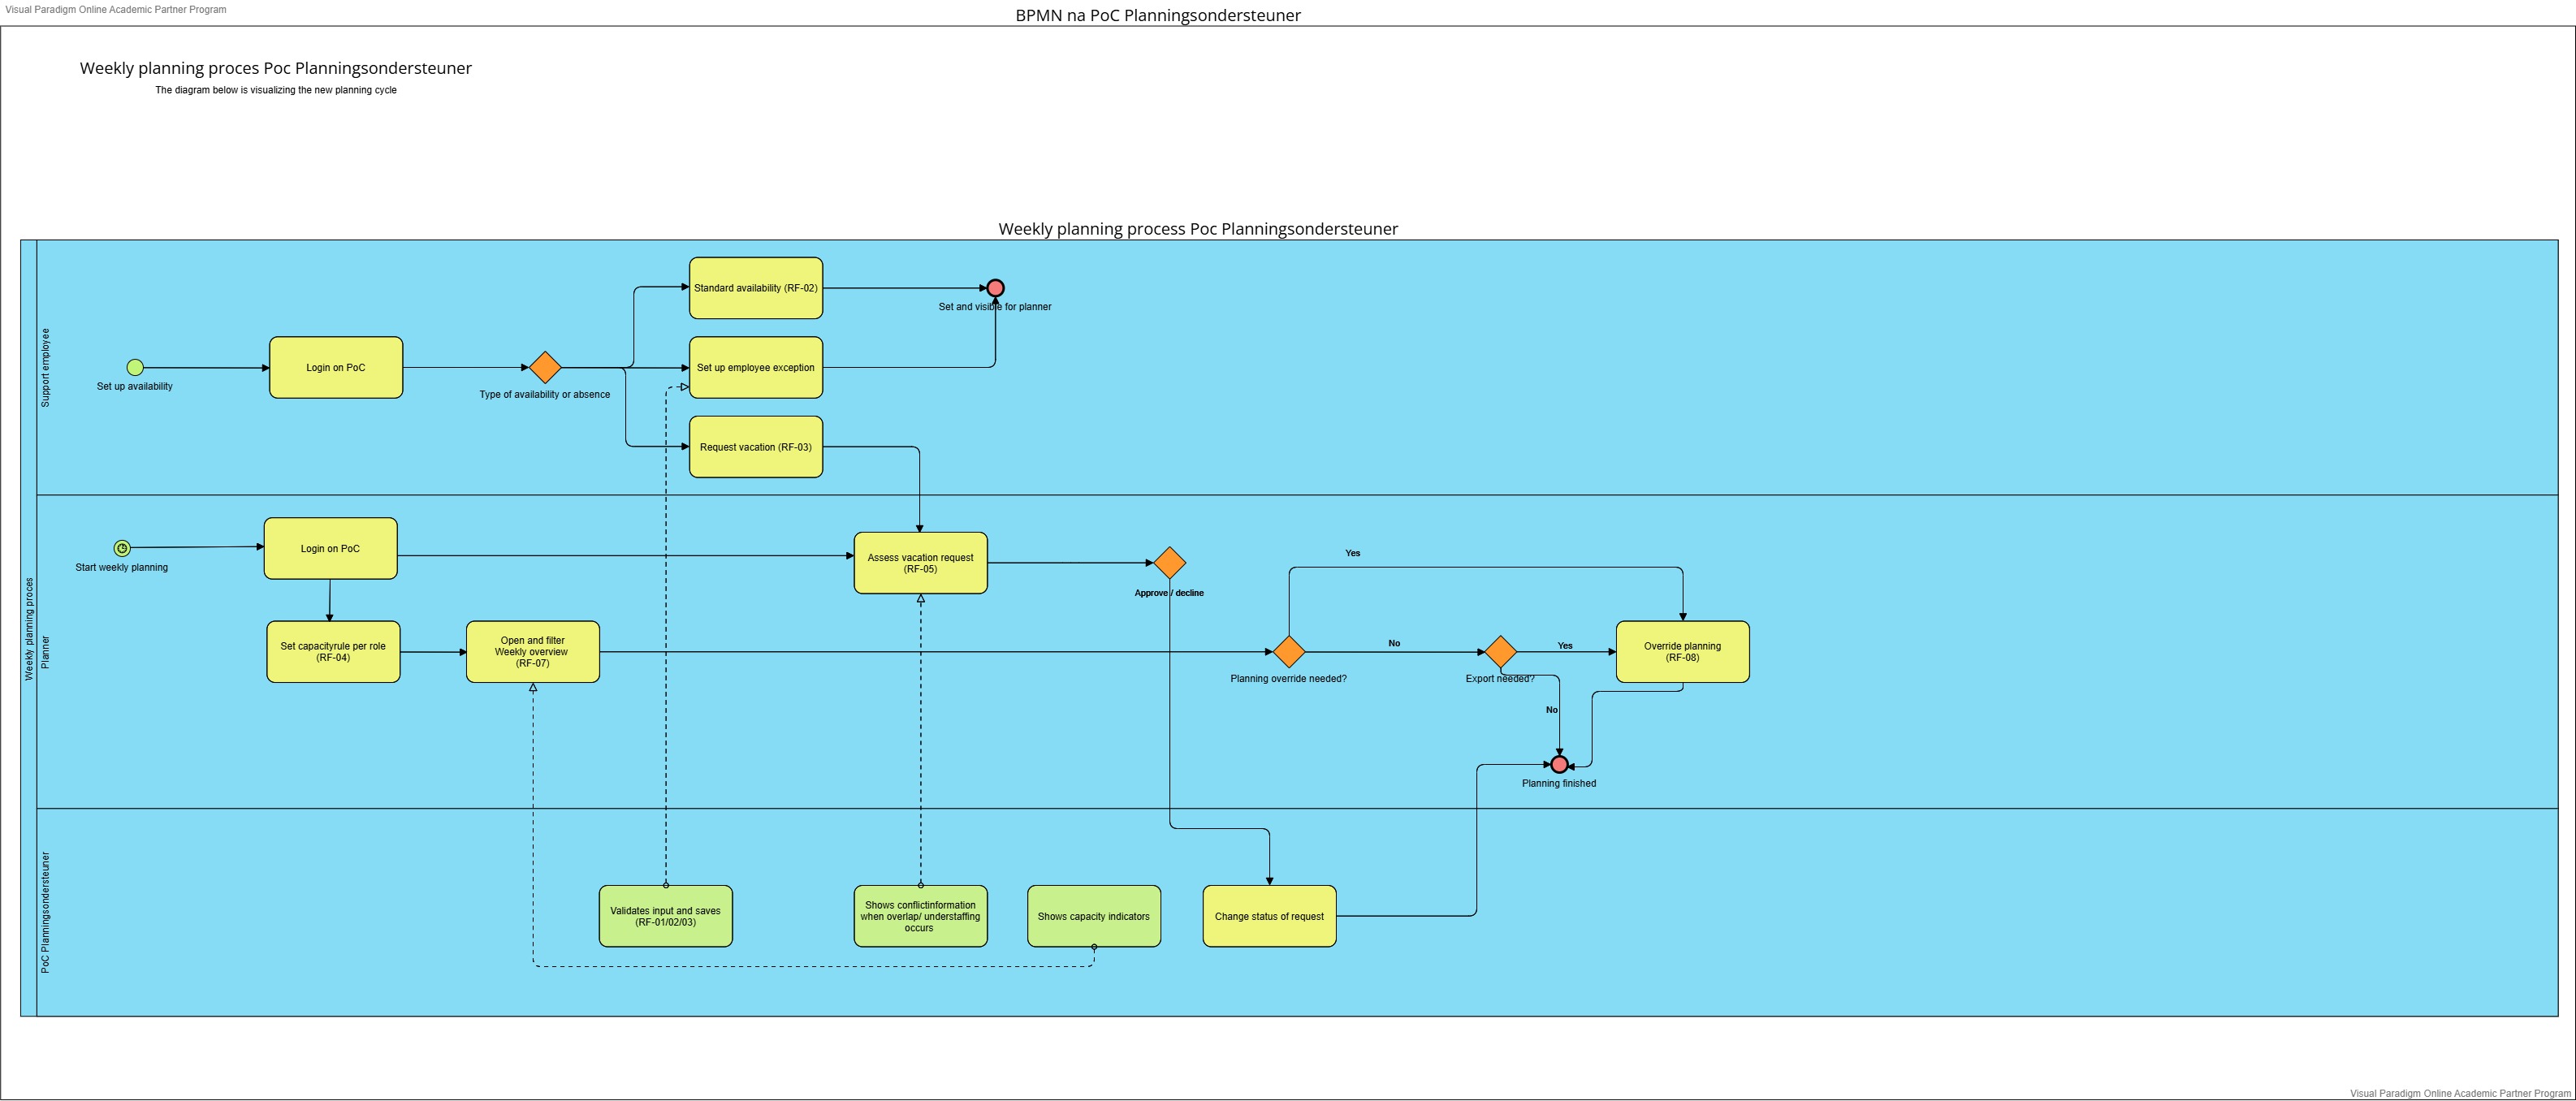 Visual Paradigm Online Academic Partner Program
BPMN na PoC Planningsondersteuner
Weekly planning proces Poc Planningsondersteuner
The diagram below is visualizing the new planning cycle
Weekly planning process Poc Planningsondersteuner
Weekly planning proces
Support employee
Set up availability
Login on PoC
Type of availability or absence
Standard availability (RF-02)
Set up employee exception
Request vacation (RF-03)
Set and visible for planner
Planner
Start weekly planning
Login on PoC
Set capacityrule per role
(RF-04)
Open and filter
Weekly overview
(RF-07)
Assess vacation request
(RF-05)
Approve / decline
Planning override needed?
Yes
No
Export needed?
Yes
No
Override planning
(RF-08)
Planning finished
PoC Planningsondersteuner
Validates input and saves
(RF-01/02/03)
Shows conflictinformation
when overlap/ understaffing
occurs
Shows capacity indicators
Change status of request
Visual Paradigm Online Academic Partner Program